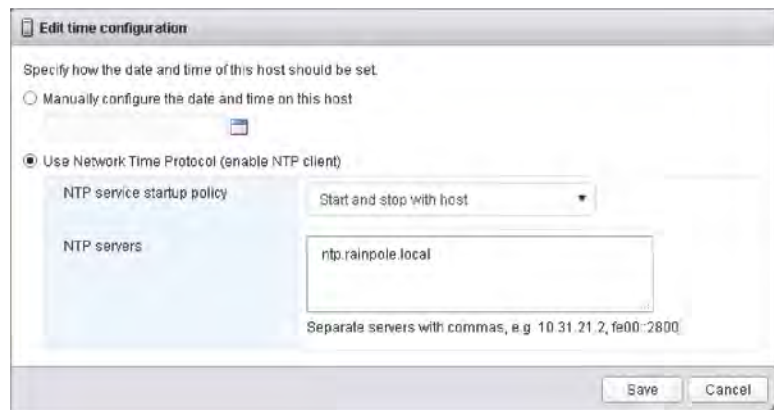 Edit time configuration
Specify how the date and time of this host should be set.
Manually configure the date and time on this host
Use Network Time Protocol (enable NTP client)
NTP service startup policy
Start and stop with host
NTP servers
ntp.rainpole.local
Separate servers with commas, e.g. 10.31.21.2, fe00::2800
Save Cancel